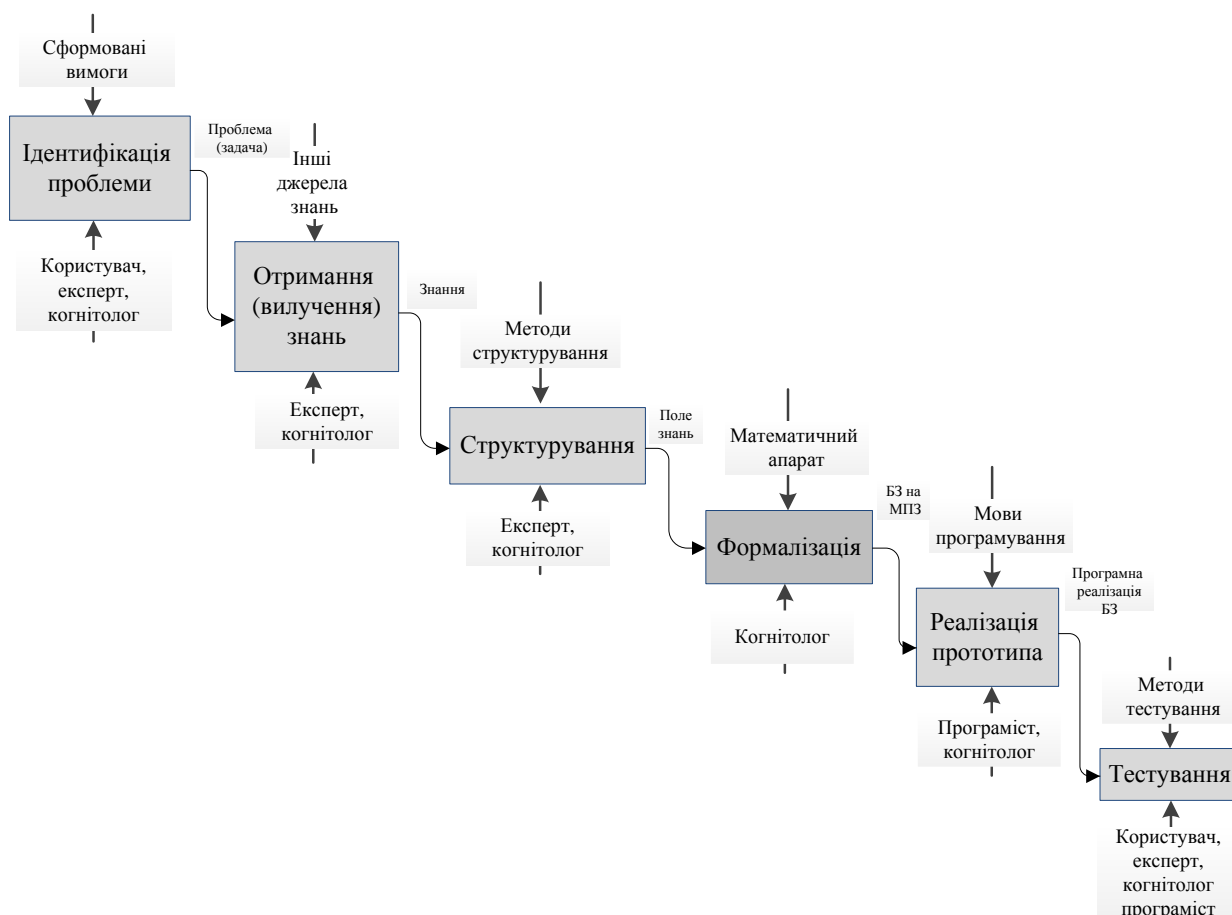 Сформовані
вимоги
Ідентифікація
проблеми
Проблема
(задача)
Користувач,
експерт,
когнітолог
Інші
джерела
знань
Отримання
(вилучення)
знань
Знання
Експерт,
когнітолог
Методи
структурування
Структурування
Поле
знань
Експерт,
когнітолог
Математичний
апарат
Формалізація
БЗ на
МПЗ
Когнітолог
Мови
програмування
Реалізація
прототипа
Програмна
реалізація
БЗ
Програміст,
когнітолог
Методи
тестування
Тестування
Користувач,
експерт,
когнітолог
програміст